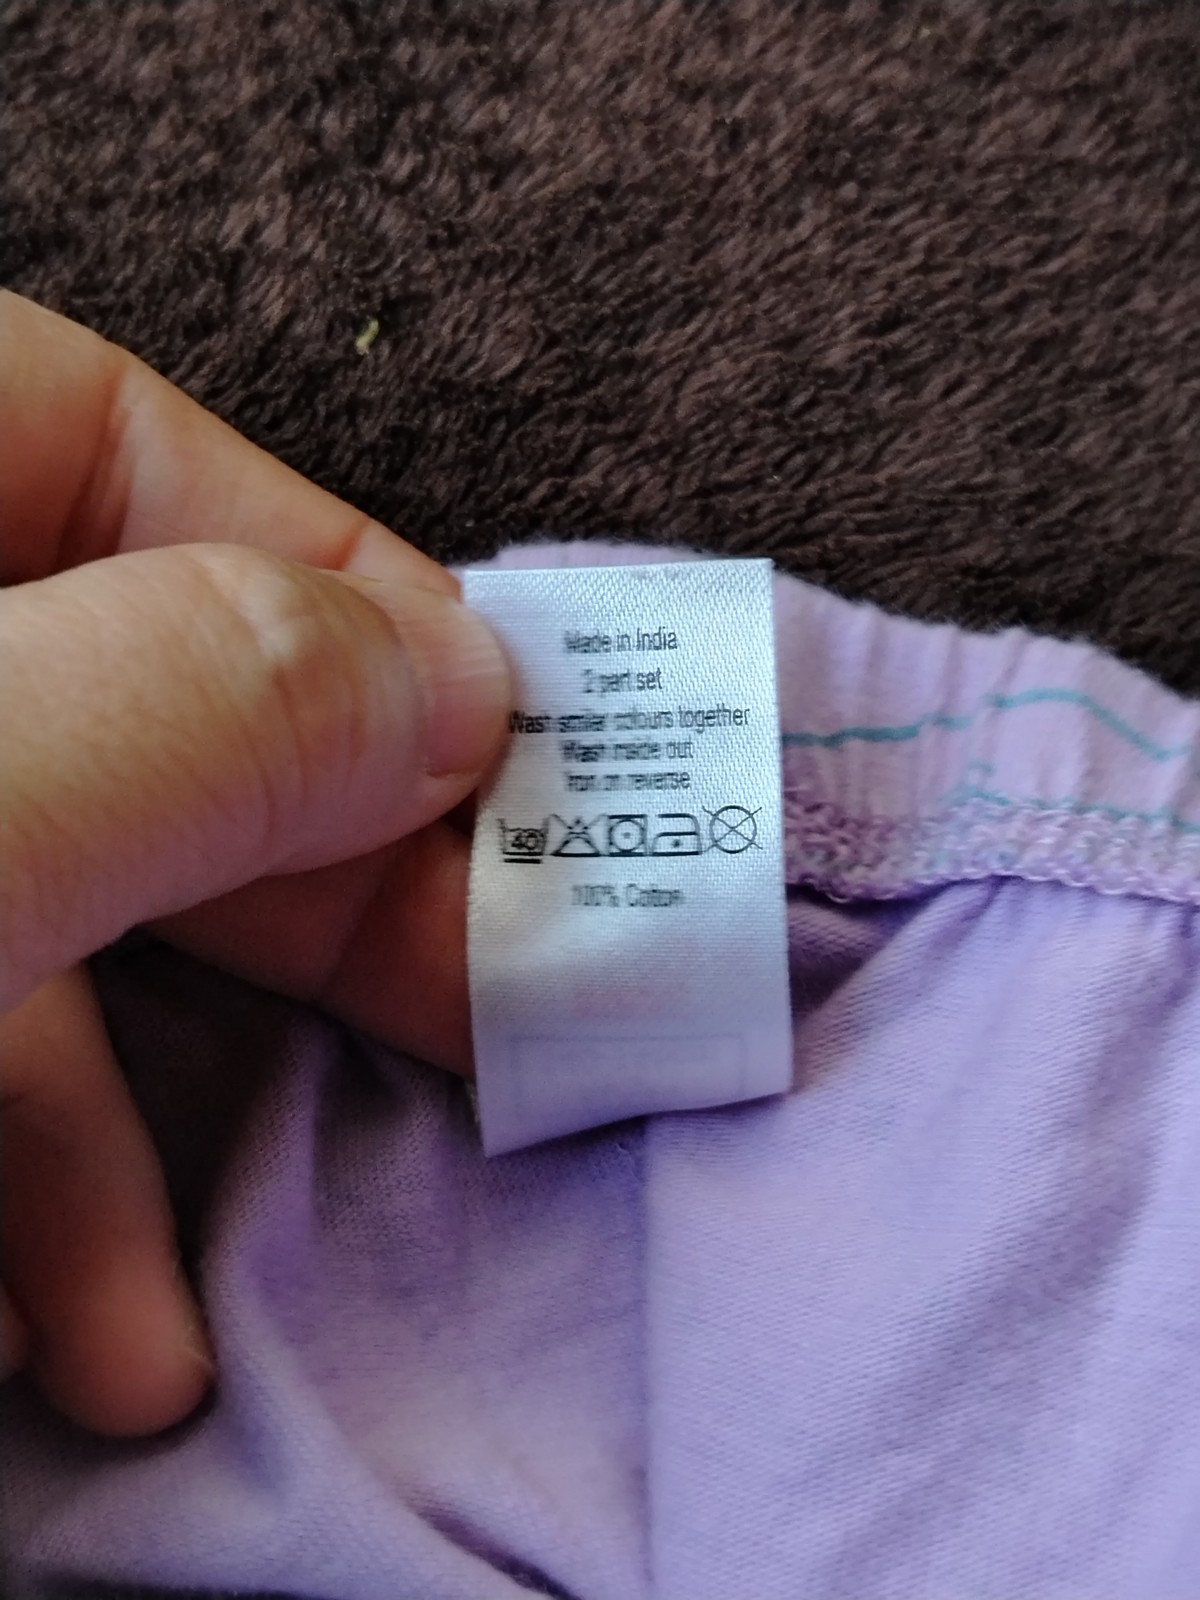 Made in India
2 part set
Wash similar colours together
Wash inside out
Iron on reverse
40
100% Cotton